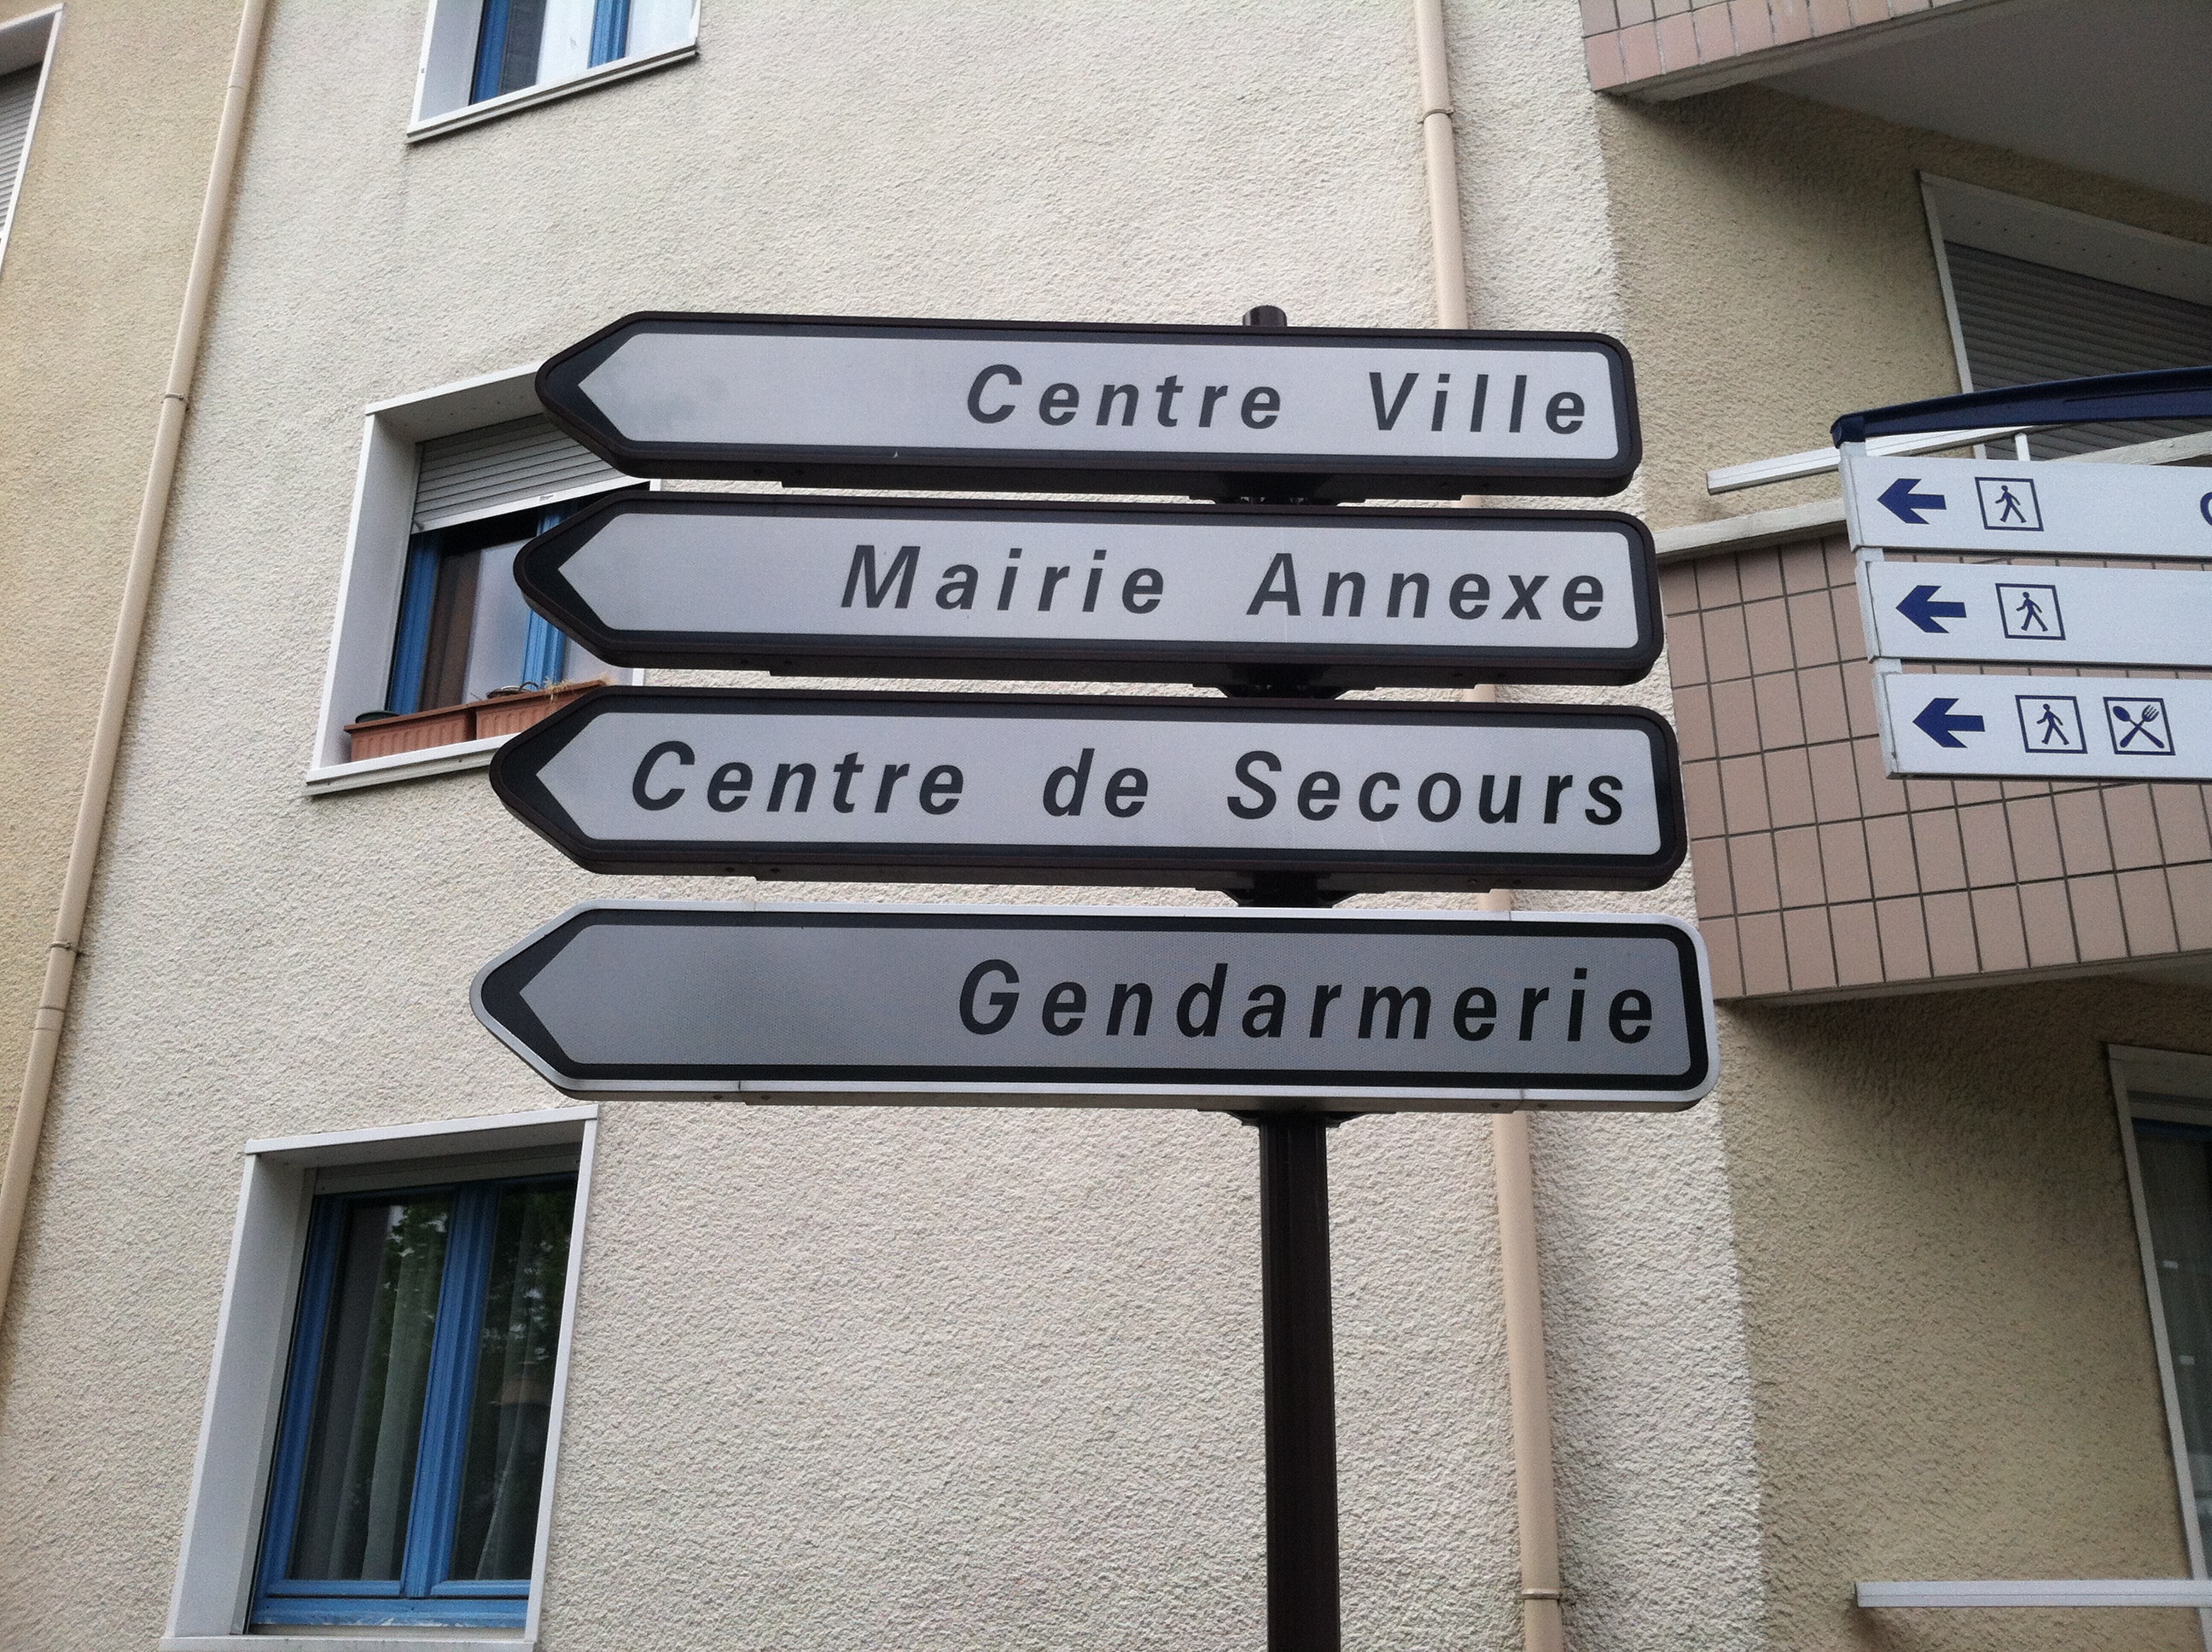 Centre Ville
Mairie Annexe
Centre de Secours
Gendarmerie